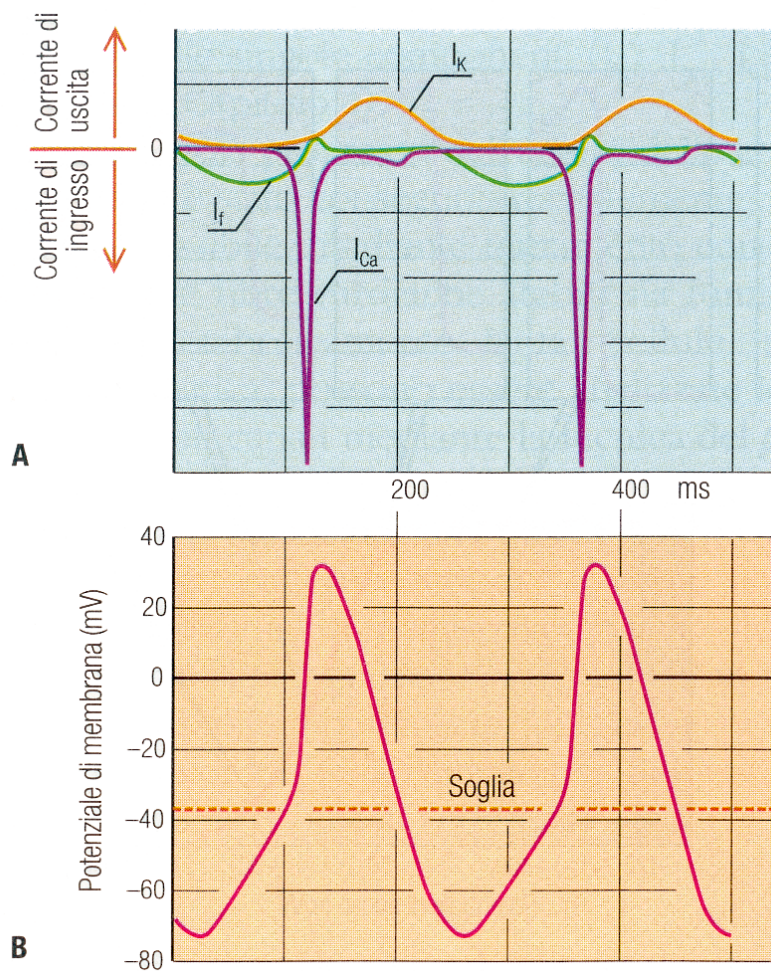 Corrente di
uscita
Corrente di
ingresso
0
I_K
I_f
I_Ca
A
200
400
ms
Potenziale di membrana (mV)
40
20
0
−20
−40
−60
−80
Soglia
B